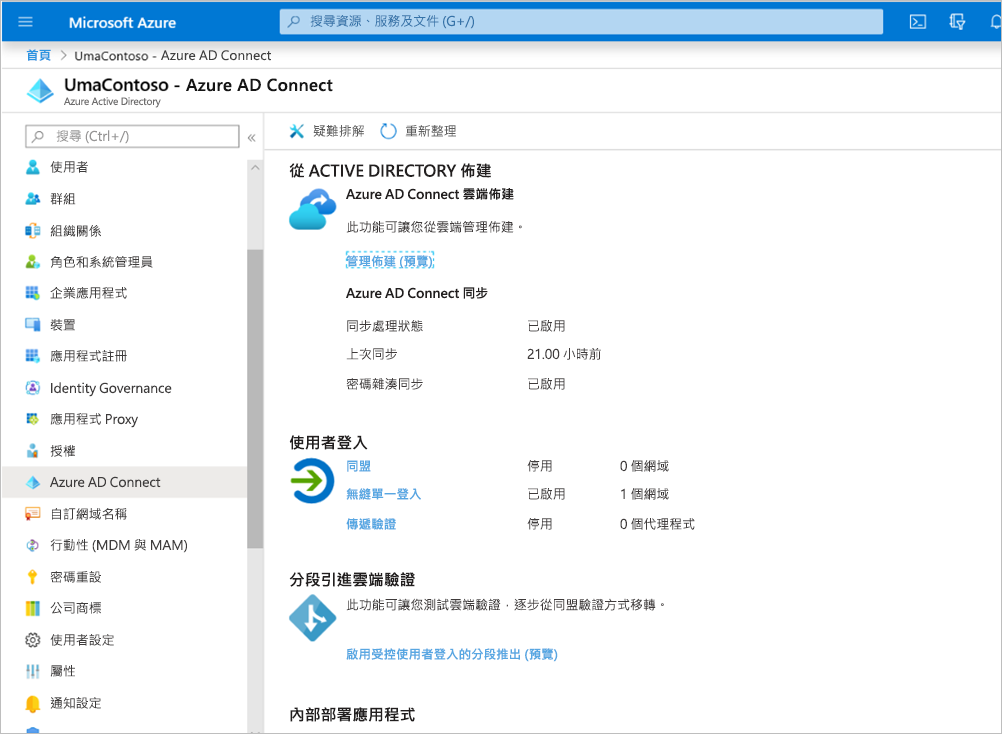 Microsoft Azure
搜尋資源、服務及文件 (G+/)
首頁 > UmaContoso - Azure AD Connect
UmaContoso - Azure AD Connect
Azure Active Directory
搜尋 (Ctrl+/)
«
使用者
群組
組織關係
角色和系統管理員
企業應用程式
裝置
應用程式註冊
Identity Governance
應用程式 Proxy
授權
Azure AD Connect
自訂網域名稱
行動性 (MDM 與 MAM)
密碼重設
公司商標
使用者設定
屬性
通知設定
疑難排解 重新整理
從 ACTIVE DIRECTORY 佈建
Azure AD Connect 雲端佈建
此功能可讓您從雲端管理佈建。
管理佈建 (預覽)
Azure AD Connect 同步
同步處理狀態 已啟用
上次同步 21.00 小時前
密碼雜湊同步 已啟用
使用者登入
同盟 停用 0 個網域
無縫單一登入 已啟用 1 個網域
傳遞驗證 停用 0 個代理程式
分段引進雲端驗證
此功能可讓您測試雲端驗證，逐步從同盟驗證方式移轉。
啟用受控使用者登入的分段推出 (預覽)
內部部署應用程式